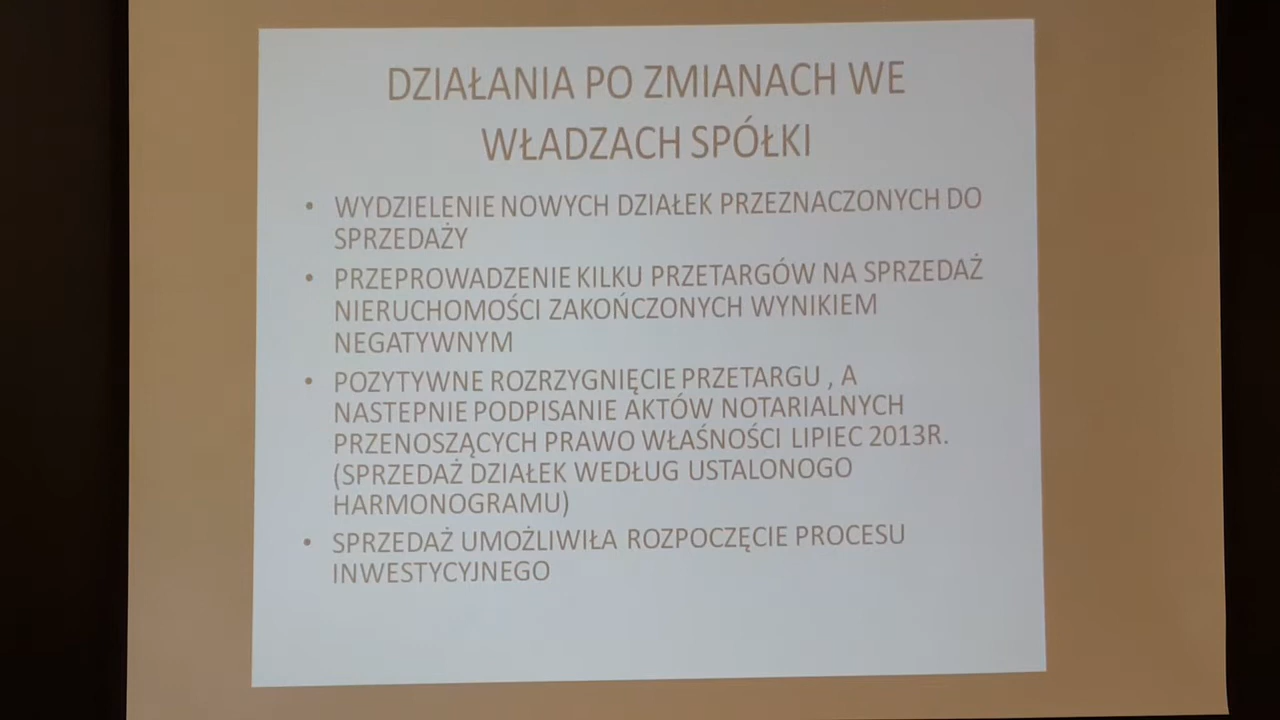 DZIAŁANIA PO ZMIANACH WE
WŁADZACH SPÓŁKI
• WYDZIELENIE NOWYCH DZIAŁEK PRZEZNACZONYCH DO
SPRZEDAŻY
• PRZEPROWADZENIE KILKU PRZETARGÓW NA SPRZEDAŻ
NIERUCHOMOŚCI ZAKOŃCZONYCH WYNIKIEM
NEGATYWNYM
• POZYTYWNE ROZRZYGNIĘCIE PRZETARGU , A
NASTEPNIE PODPISANIE AKTÓW NOTARIALNYCH
PRZENOSZĄCYCH PRAWO WŁAŚNOŚCI LIPIEC 2013R.
(SPRZEDAŻ DZIAŁEK WEDŁUG USTALONOGO
HARMONOGRAMU)
• SPRZEDAŻ UMOŻLIWIŁA ROZPOCZĘCIE PROCESU
INWESTYCYJNEGO